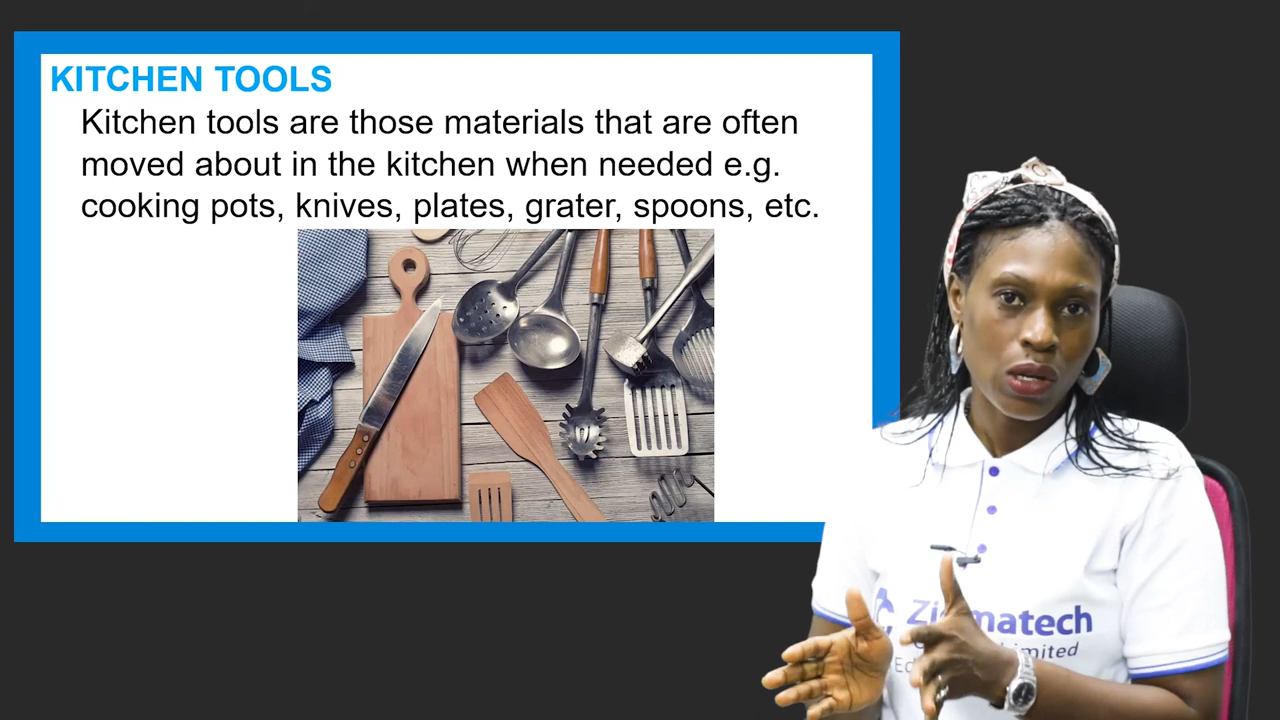 KITCHEN TOOLS
Kitchen tools are those materials that are often
moved about in the kitchen when needed e.g.
cooking pots, knives, plates, grater, spoons, etc.